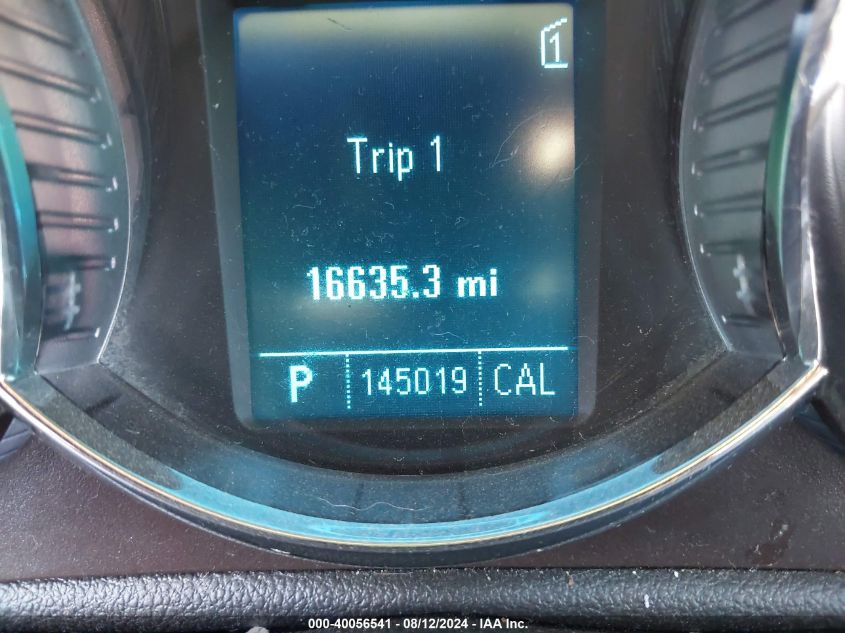 1
Trip 1
16635.3 mi
P 145019 CAL
000-40056541 - 08/12/2024 - IAA Inc.